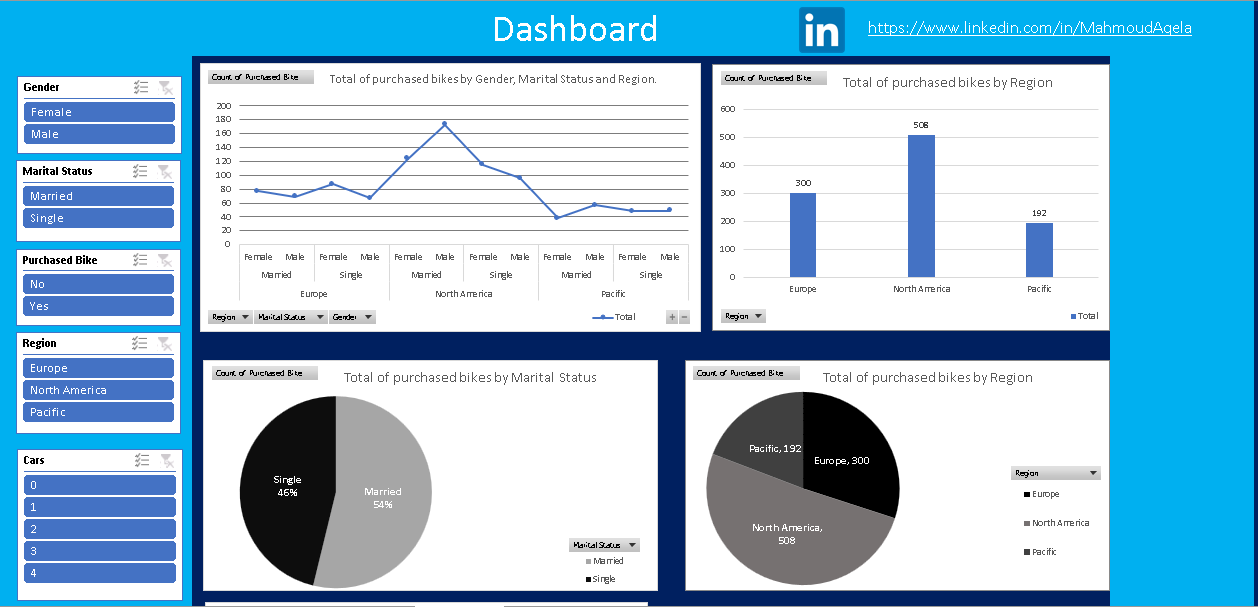 Dashboard
in
https://www.linkedin.com/in/MahmoudAqela
Gender
Female
Male
Marital Status
Married
Single
Purchased Bike
No
Yes
Region
Europe
North America
Pacific
Cars
0
1
2
3
4
Count of Purchased Bike
Total of purchased bikes by Gender, Marital Status and Region.
200
180
160
140
120
100
80
60
40
20
0
Female Male Female Male Female Male Female Male Female Male Female Male
Married Single Married Single Married Single
Europe North America Pacific
Region Marital Status Gender
Total
+ −
Count of Purchased Bike
Total of purchased bikes by Region
600
500
400
300
200
100
0
300
508
192
Europe North America Pacific
Region
Total
Count of Purchased Bike
Total of purchased bikes by Marital Status
Single
46%
Married
54%
Marital Status
Married
Single
Count of Purchased Bike
Total of purchased bikes by Region
Pacific, 192
Europe, 300
North America,
508
Region
Europe
North America
Pacific